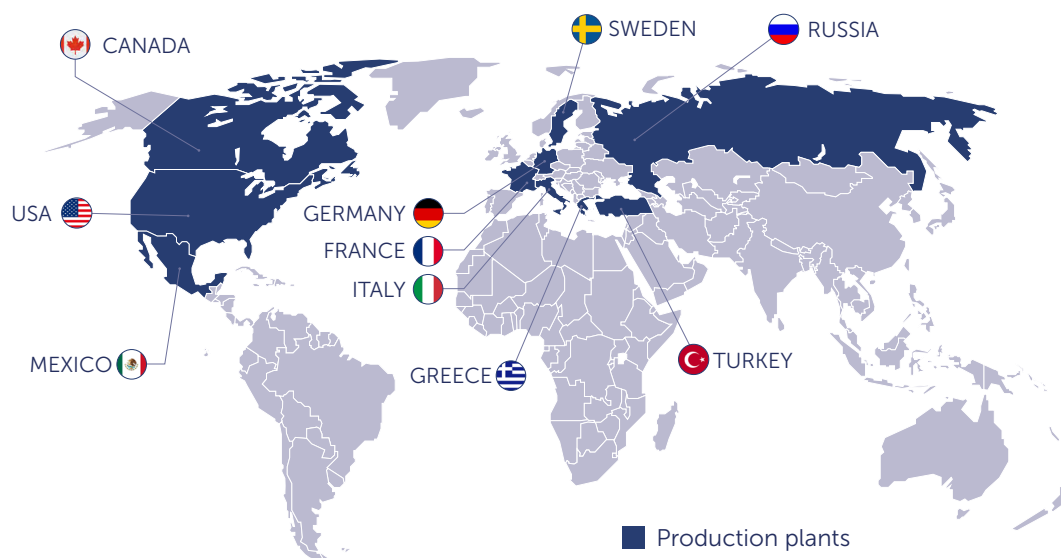 SWEDEN
RUSSIA
CANADA
USA
GERMANY
FRANCE
ITALY
MEXICO
GREECE
TURKEY
Production plants